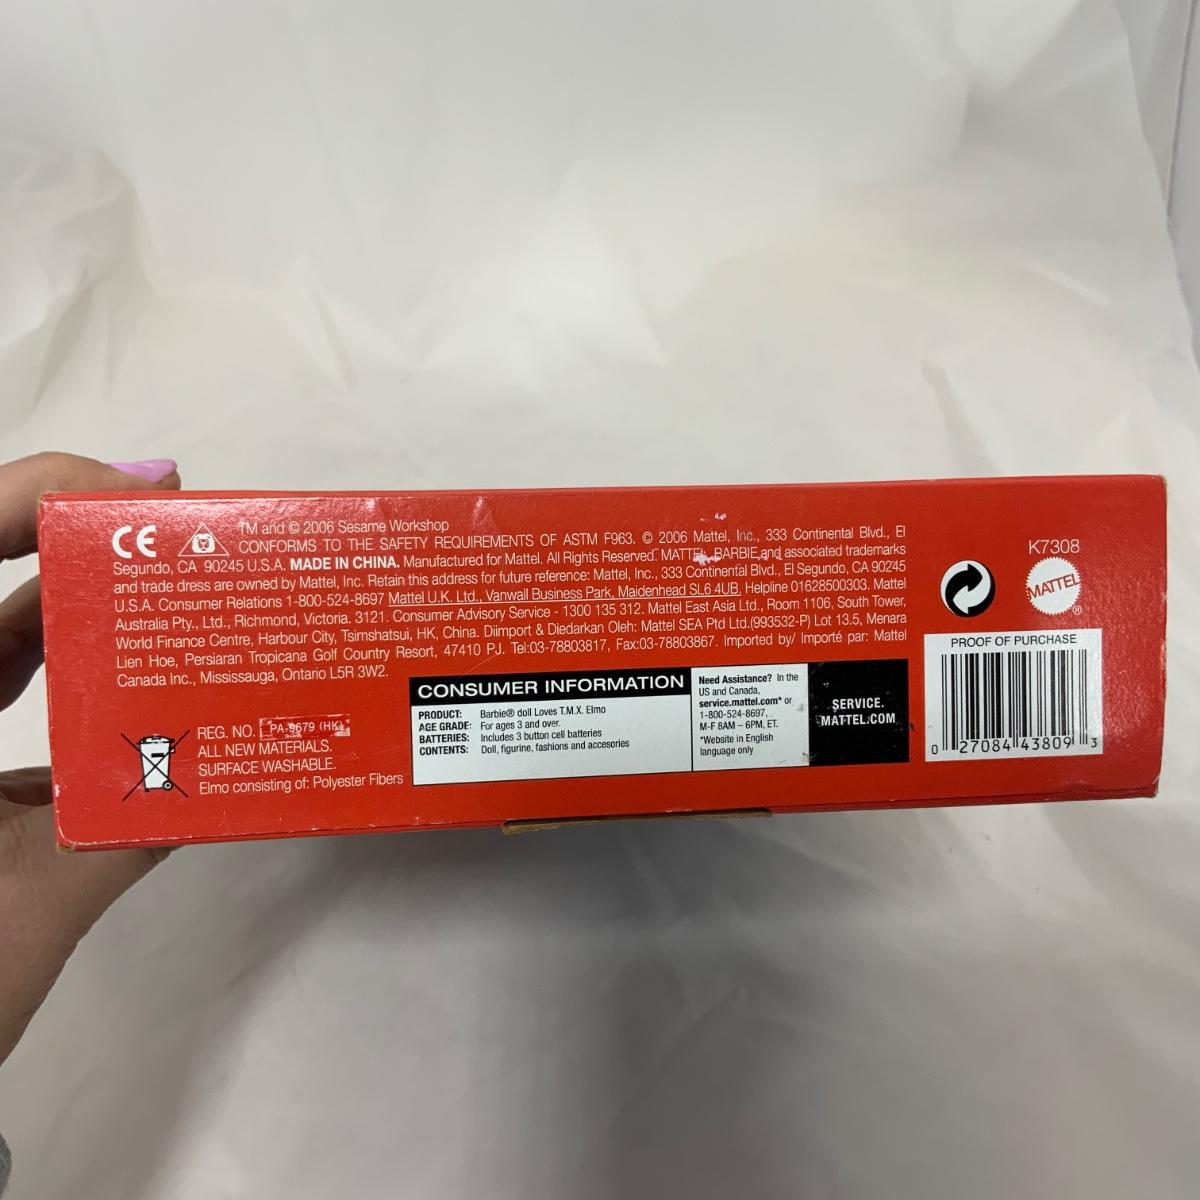 CE
TM and © 2006 Sesame Workshop
CONFORMS TO THE SAFETY REQUIREMENTS OF ASTM F963. © 2006 Mattel, Inc., 333 Continental Blvd., El
Segundo, CA 90245 U.S.A. MADE IN CHINA. Manufactured for Mattel. All Rights Reserved. MATTEL, BARBIE and associated trademarks
and trade dress are owned by Mattel, Inc. Retain this address for future reference: Mattel, Inc., 333 Continental Blvd., El Segundo, CA 90245
U.S.A. Consumer Relations 1-800-524-8697 Mattel U.K. Ltd., Vanwall Business Park, Maidenhead SL6 4UB. Helpline 01628500303. Mattel
Australia Pty., Ltd., Richmond, Victoria. 3121. Consumer Advisory Service - 1300 135 312. Mattel East Asia Ltd., Room 1106, South Tower,
World Finance Centre, Harbour City, Tsimshatsui, HK, China. Diimport & Diedarkan Oleh: Mattel SEA Ptd Ltd.(993532-P) Lot 13.5, Menara
Lien Hoe, Persiaran Tropicana Golf Country Resort, 47410 PJ. Tel:03-78803817, Fax:03-78803867. Imported by/ Importé par: Mattel
Canada Inc., Mississauga, Ontario L5R 3W2.
REG. NO. PA-9679 (HK)
ALL NEW MATERIALS.
SURFACE WASHABLE.
Elmo consisting of: Polyester Fibers
CONSUMER INFORMATION
PRODUCT: Barbie® doll Loves T.M.X. Elmo
AGE GRADE: For ages 3 and over.
BATTERIES: Includes 3 button cell batteries
CONTENTS: Doll, figurine, fashions and accesories
Need Assistance? In the
US and Canada,
service.mattel.com* or
1-800-524-8697,
M-F 8AM – 6PM, ET.
*Website in English
language only
SERVICE.
MATTEL.COM
K7308
MATTEL
®
PROOF OF PURCHASE
0 27084 43809 3